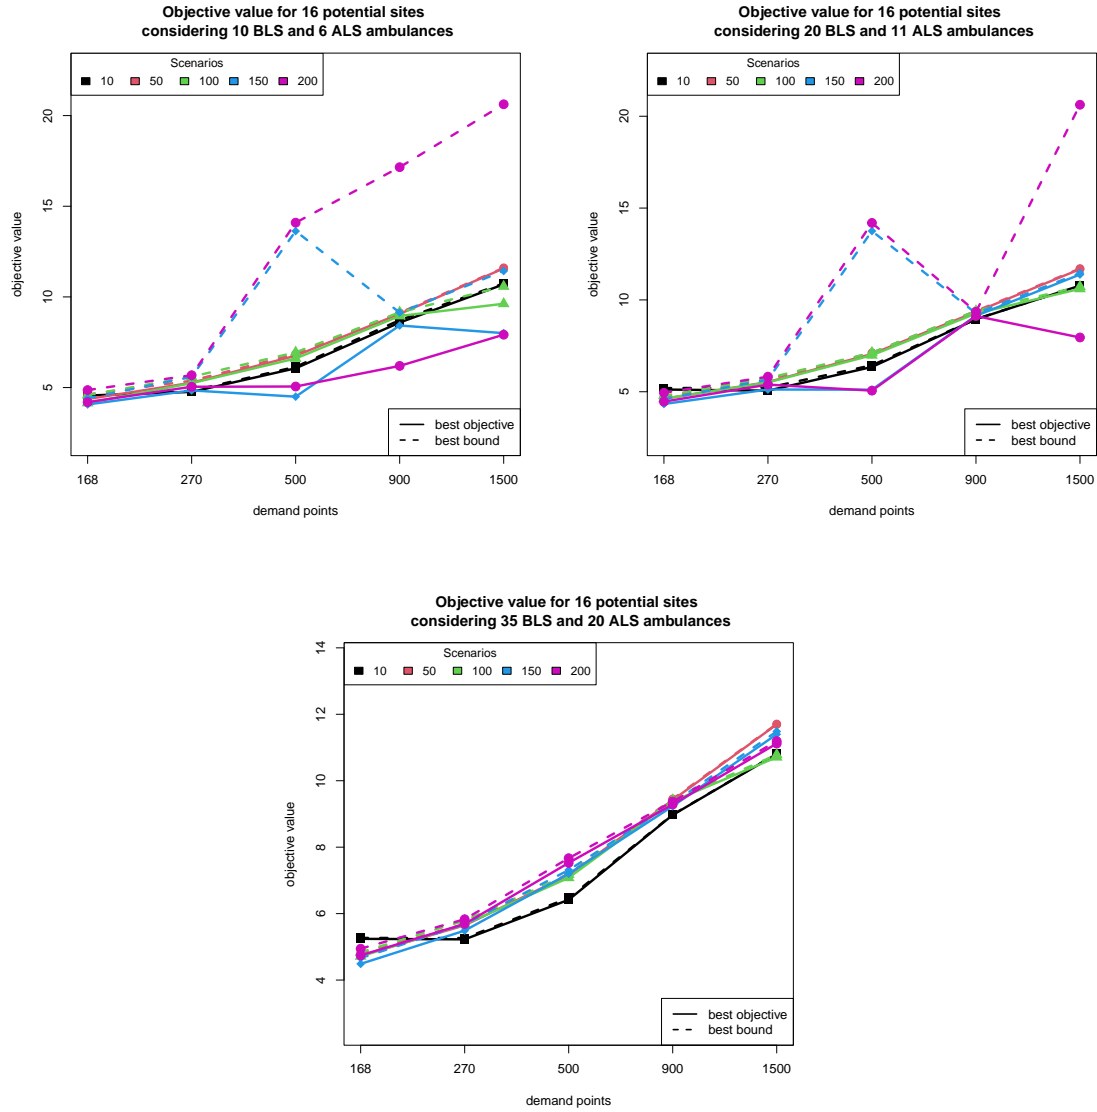 Objective value for 16 potential sites
considering 10 BLS and 6 ALS ambulances
Scenarios
10 50 100 150 200
objective value
20
15
10
5
best objective
best bound
168 270 500 900 1500
demand points
Objective value for 16 potential sites
considering 20 BLS and 11 ALS ambulances
Scenarios
10 50 100 150 200
objective value
20
15
10
5
best objective
best bound
168 270 500 900 1500
demand points
Objective value for 16 potential sites
considering 35 BLS and 20 ALS ambulances
Scenarios
10 50 100 150 200
objective value
14
12
10
8
6
4
best objective
best bound
168 270 500 900 1500
demand points